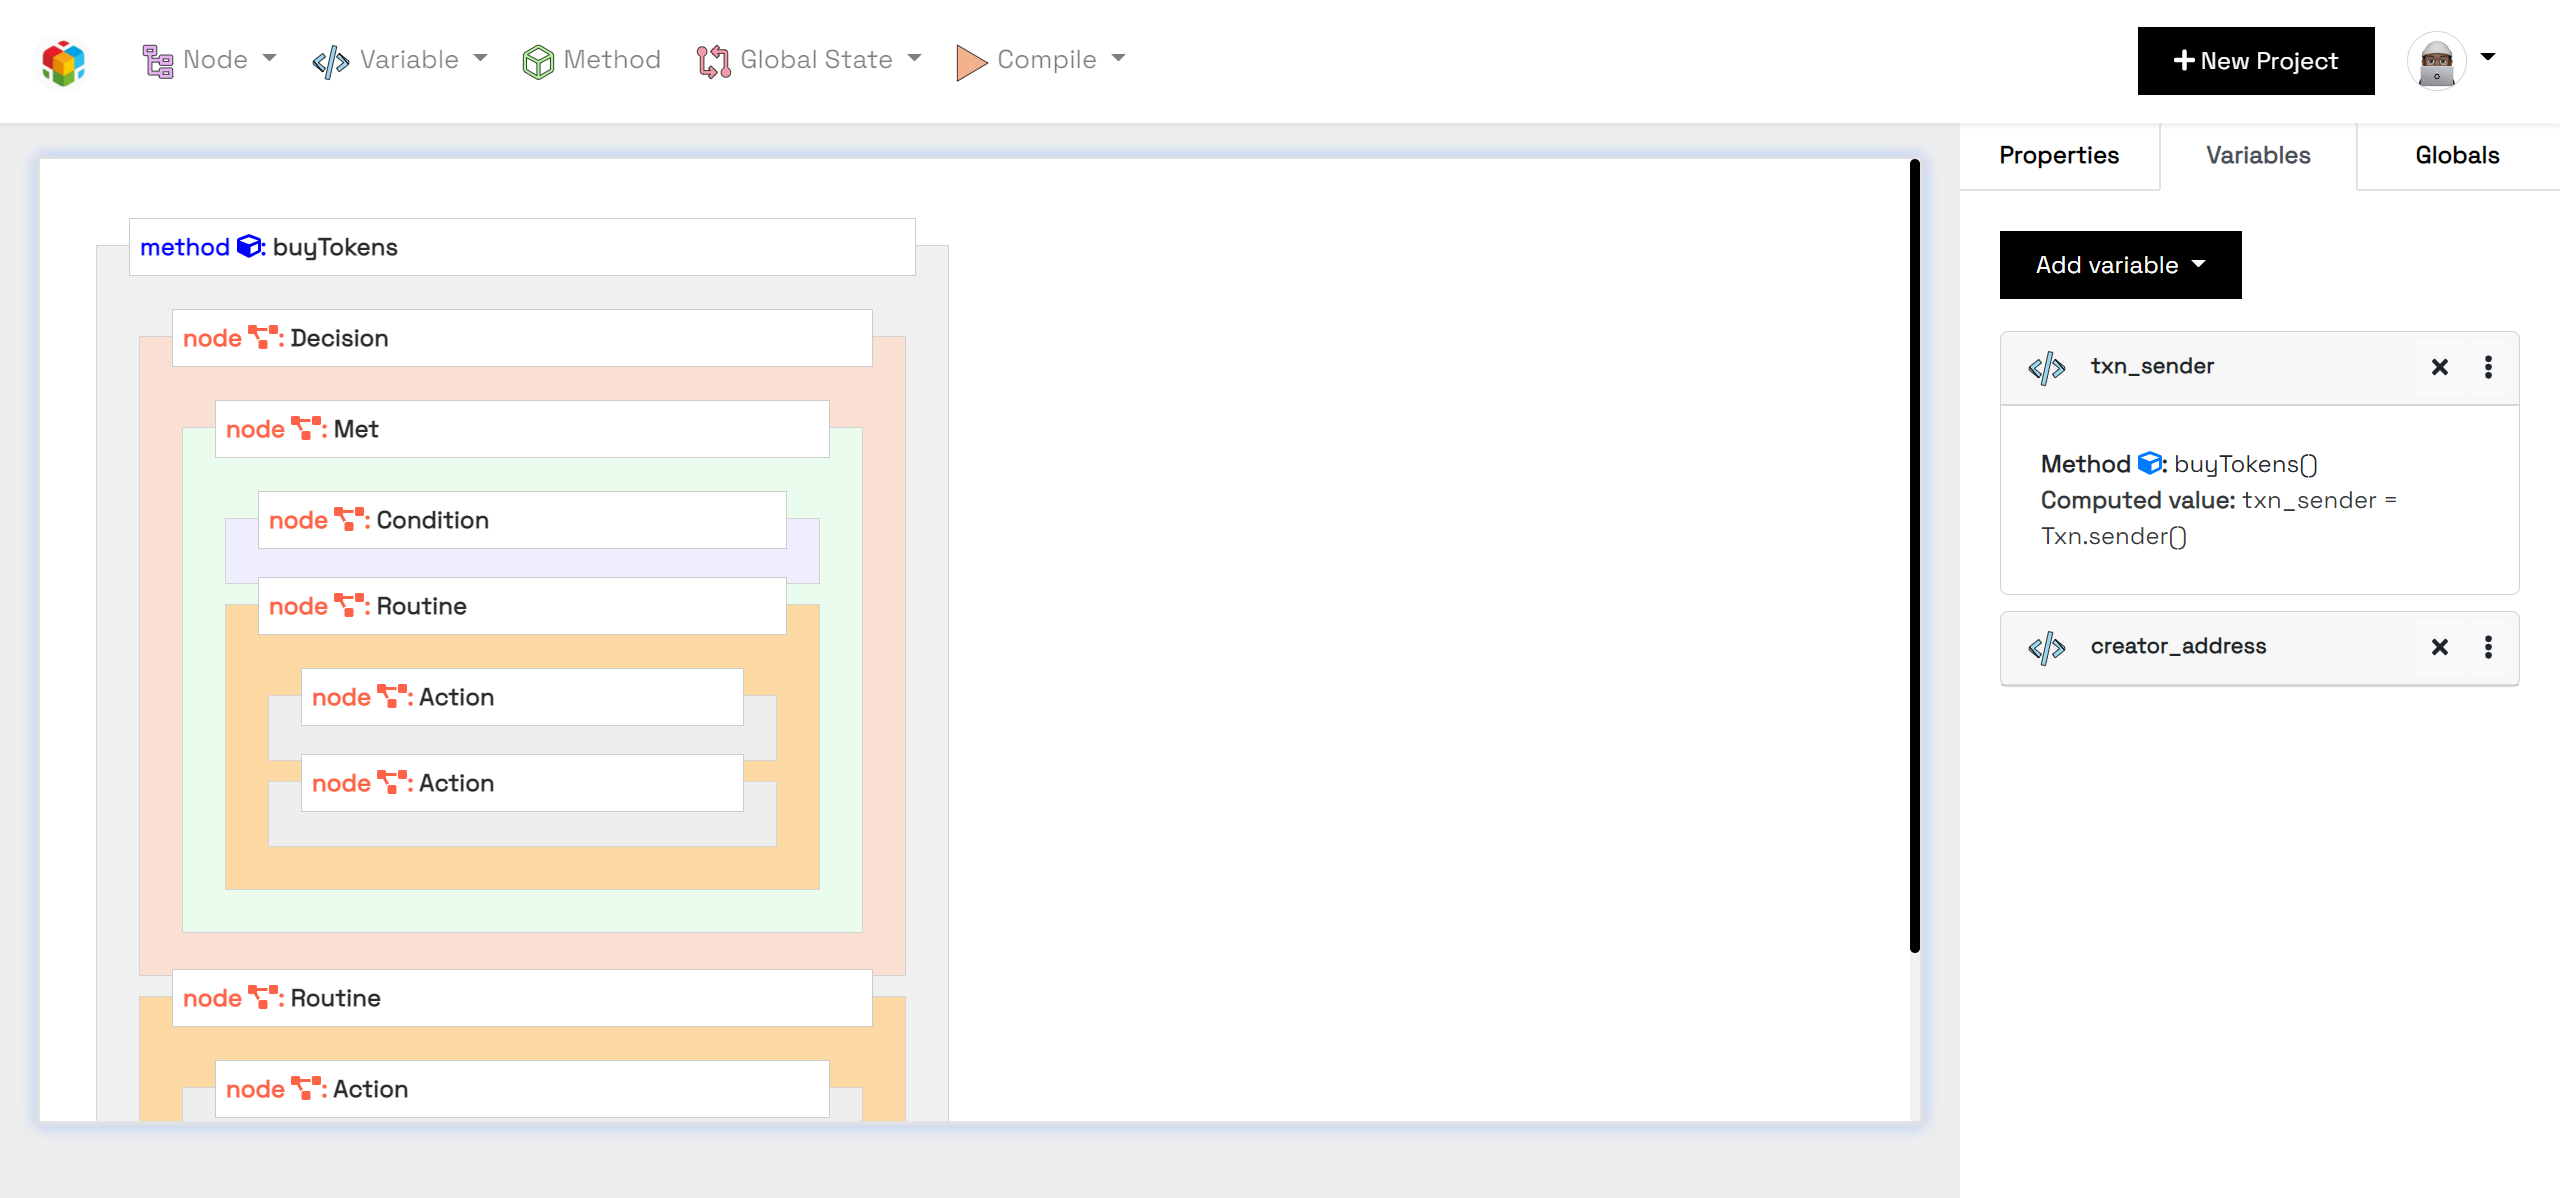 Node
Variable
Method
Global State
Compile
New Project
Properties
Variables
Globals
method : buyTokens
node : Decision
node : Met
node : Condition
node : Routine
node : Action
node : Action
node : Routine
node : Action
Add variable
txn_sender
Method : buyTokens()
Computed value: txn_sender =
Txn.sender()
creator_address